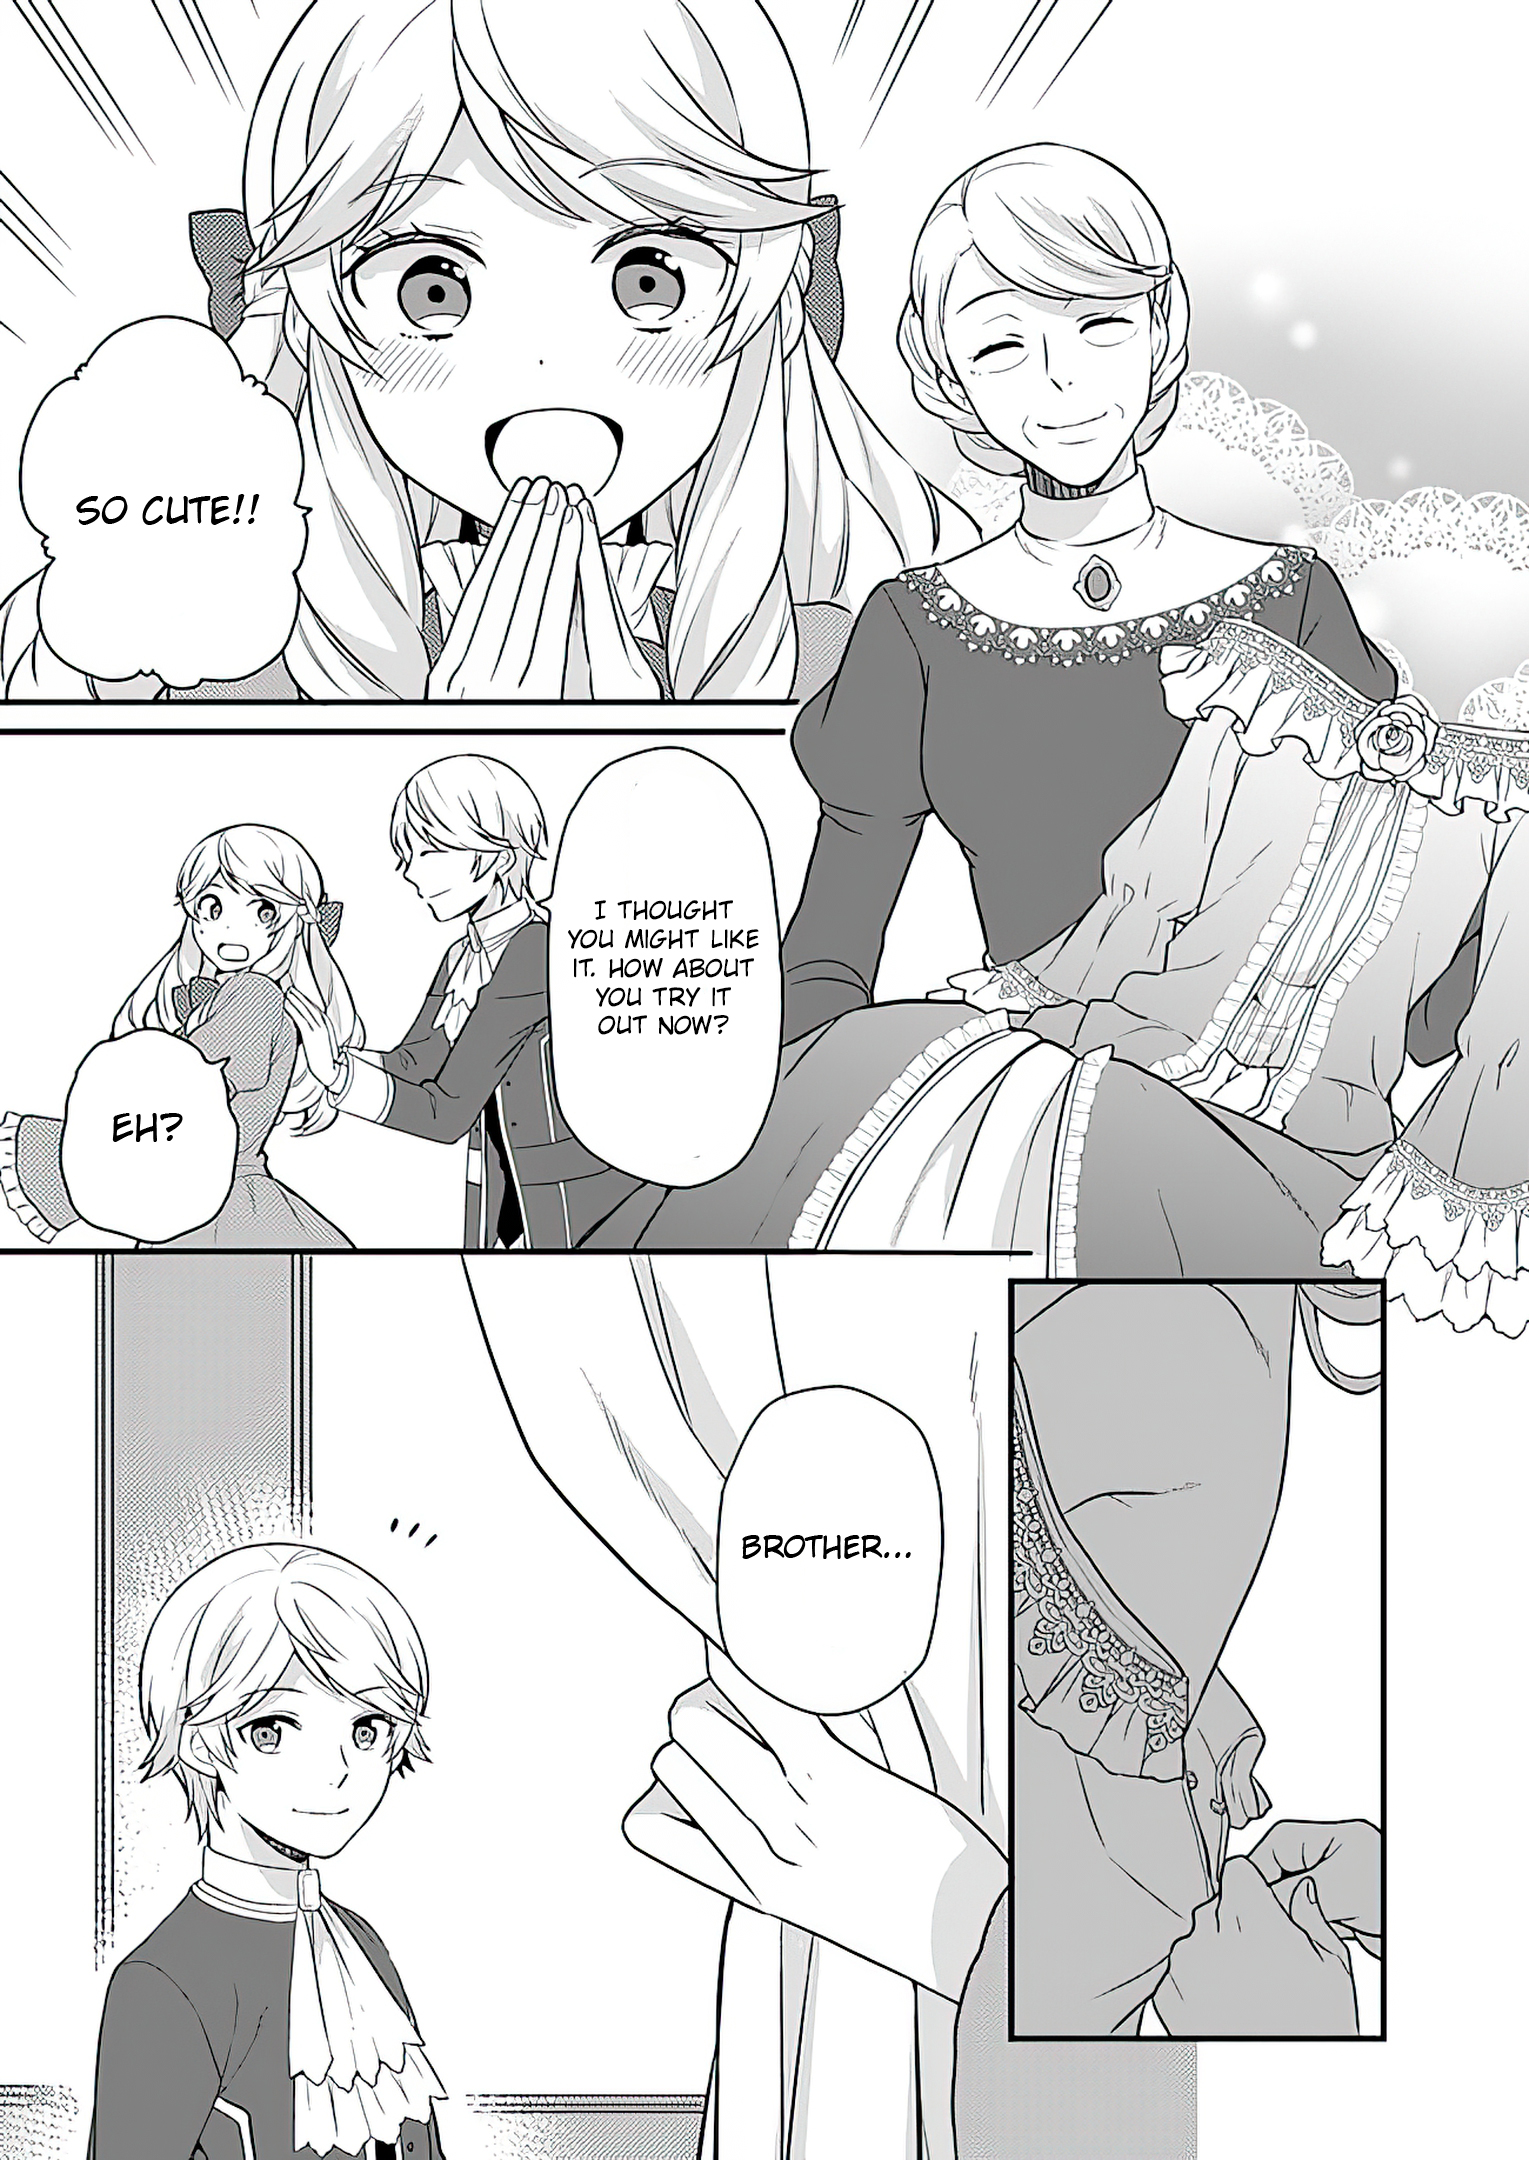 SO CUTE!!
I THOUGHT
YOU MIGHT LIKE
IT. HOW ABOUT
YOU TRY IT
OUT NOW?
EH?
BROTHER...